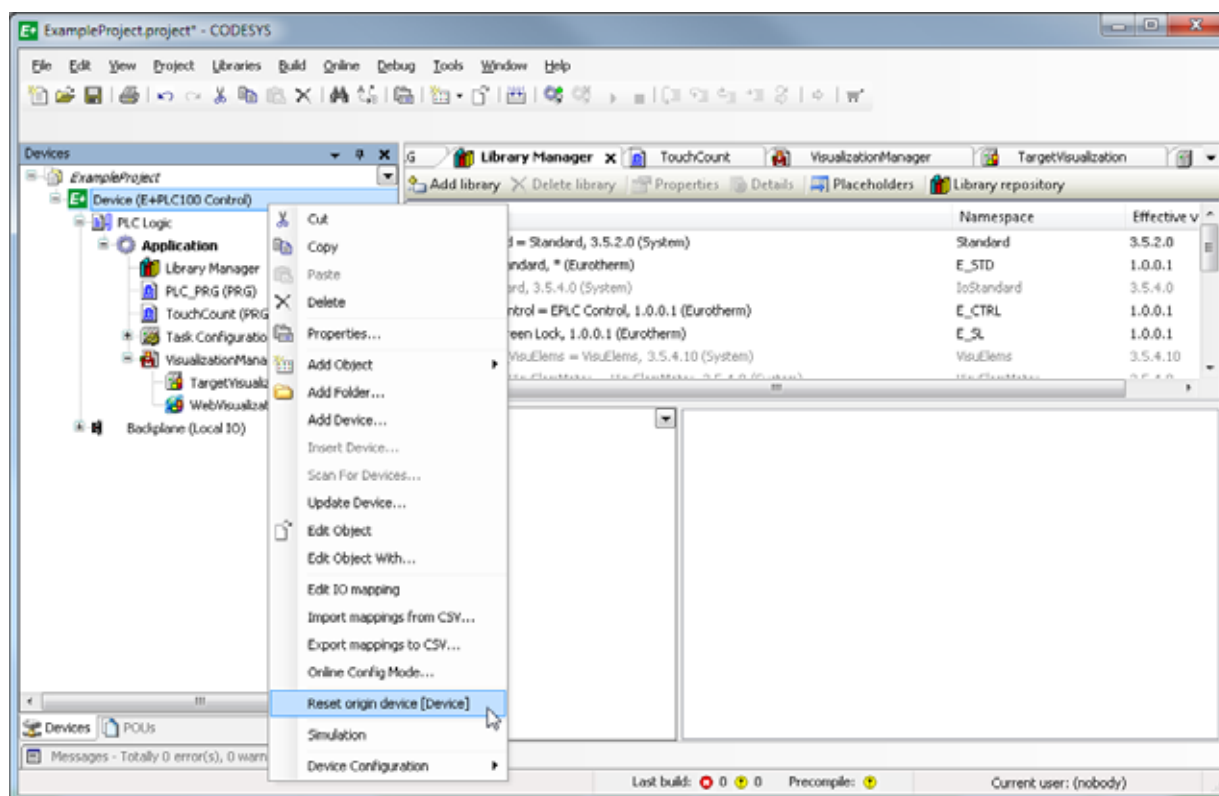 ExampleProject.project* - CODESYS
File Edit View Project Libraries Build Online Debug Tools Window Help
Devices
ExampleProject
Device (E+PLC100 Control)
PLC Logic
Application
Library Manager
PLC_PRG (PRG)
TouchCount (PRG
Task Configuratio
VisualizationMana
TargetVisualiz
WebVisualizat
Backplane (Local IO)
Devices POUs
Messages - Totally 0 error(s), 0 warn
Cut
Copy
Paste
Delete
Properties...
Add Object
Add Folder...
Add Device...
Insert Device...
Scan For Devices...
Update Device...
Edit Object
Edit Object With...
Edit IO mapping
Import mappings from CSV...
Export mappings to CSV...
Online Config Mode...
Reset origin device [Device]
Simulation
Device Configuration
G Library Manager TouchCount VisualizationManager TargetVisualization
Add library Delete library Properties Details Placeholders Library repository
Namespace Effective v
= Standard, 3.5.2.0 (System) Standard 3.5.2.0
ndard, * (Eurotherm) E_STD 1.0.0.1
rd, 3.5.4.0 (System) IoStandard 3.5.4.0
ntrol = EPLC Control, 1.0.0.1 (Eurotherm) E_CTRL 1.0.0.1
reen Lock, 1.0.0.1 (Eurotherm) E_SL 1.0.0.1
VisuElems = VisuElems, 3.5.4.10 (System) VisuElems 3.5.4.10
Last build: 0 0 Precompile: Current user: (nobody)